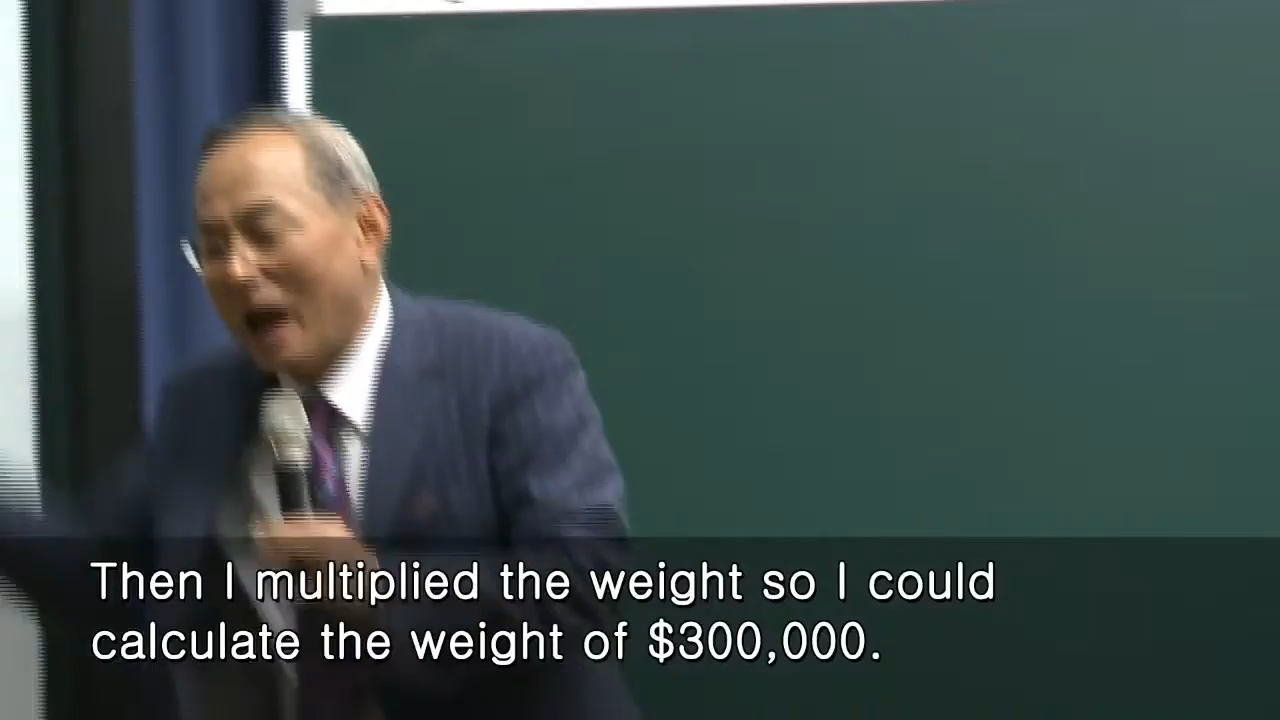 Then I multiplied the weight so I could
calculate the weight of $300,000.